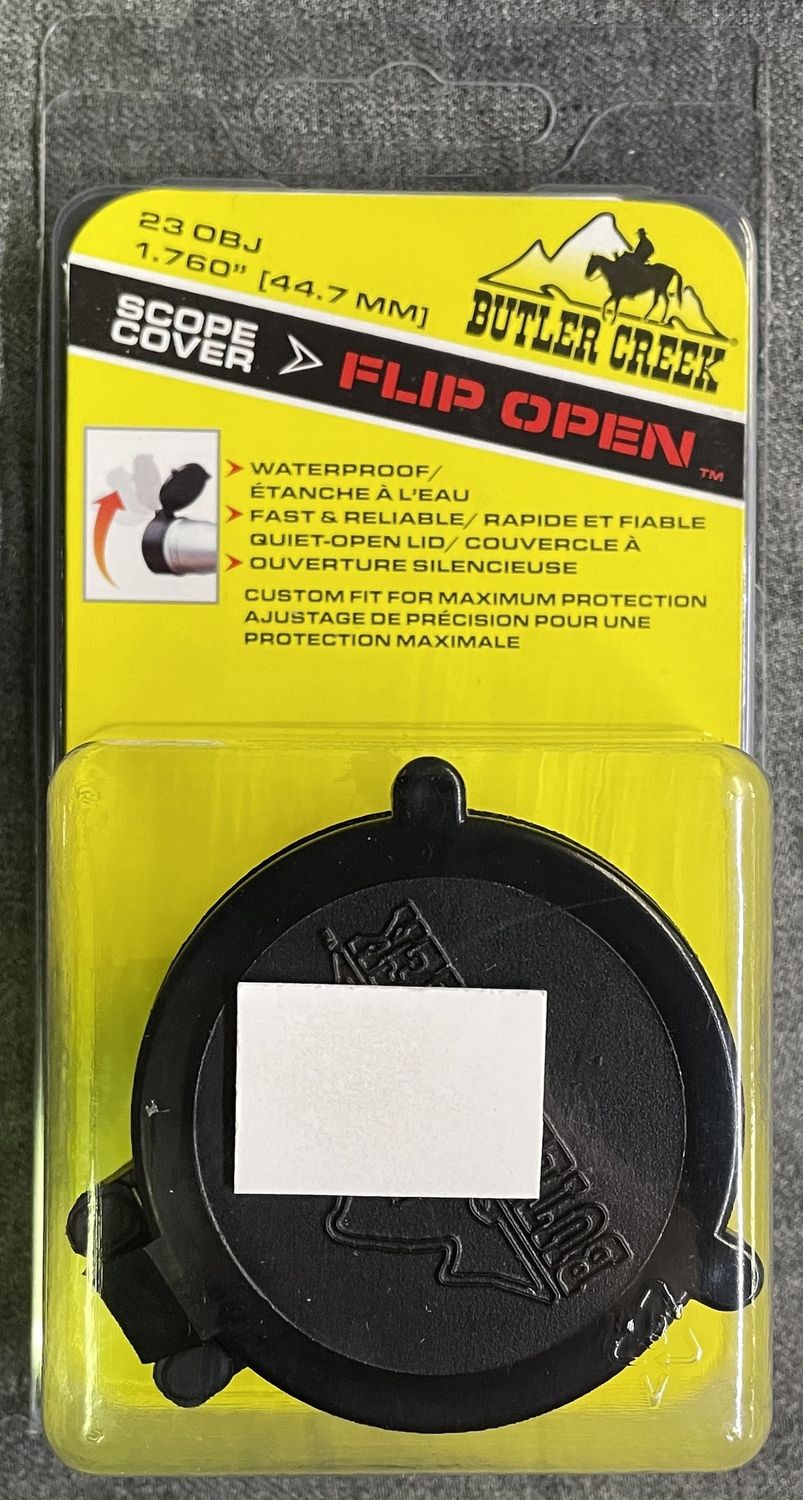 23 OBJ
1.760" [44.7 MM]
BUTLER CREEK
SCOPE
COVER
FLIP OPEN™
WATERPROOF/
ÉTANCHE À L'EAU
FAST & RELIABLE/ RAPIDE ET FIABLE
QUIET-OPEN LID/ COUVERCLE À
OUVERTURE SILENCIEUSE
CUSTOM FIT FOR MAXIMUM PROTECTION
AJUSTAGE DE PRÉCISION POUR UNE
PROTECTION MAXIMALE